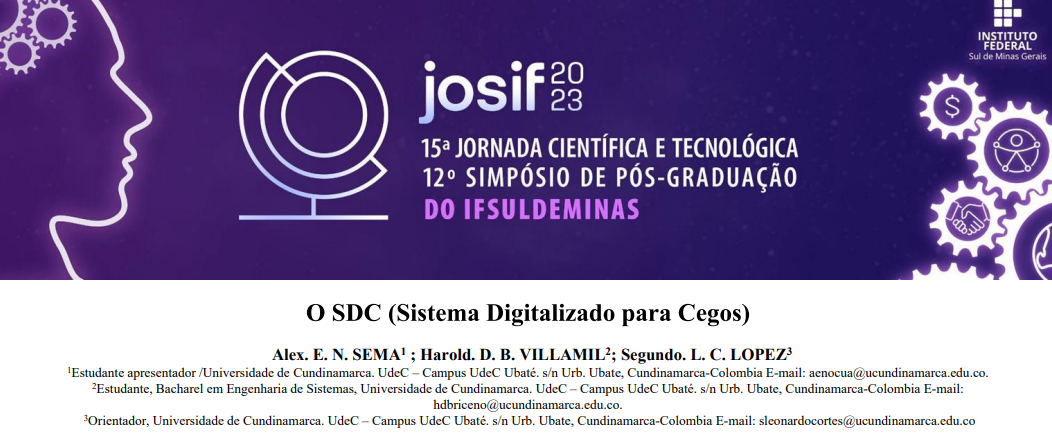 INSTITUTO
FEDERAL
Sul de Minas Gerais
josif 20
23
15ª JORNADA CIENTÍFICA E TECNOLÓGICA
12º SIMPÓSIO DE PÓS-GRADUAÇÃO
DO IFSULDEMINAS
$
O SDC (Sistema Digitalizado para Cegos)
Alex. E. N. SEMA¹ ; Harold. D. B. VILLAMIL²; Segundo. L. C. LOPEZ³
¹Estudante apresentador /Universidade de Cundinamarca. UdeC – Campus UdeC Ubaté. s/n Urb. Ubate, Cundinamarca-Colombia E-mail: aenocua@ucundinamarca.edu.co.
²Estudante, Bacharel em Engenharia de Sistemas, Universidade de Cundinamarca. UdeC – Campus UdeC Ubaté. s/n Urb. Ubate, Cundinamarca-Colombia E-mail:
hdbriceno@ucundinamarca.edu.co.
³Orientador, Universidade de Cundinamarca. UdeC – Campus UdeC Ubaté. s/n Urb. Ubate, Cundinamarca-Colombia E-mail: sleonardocortes@ucundinamarca.edu.co